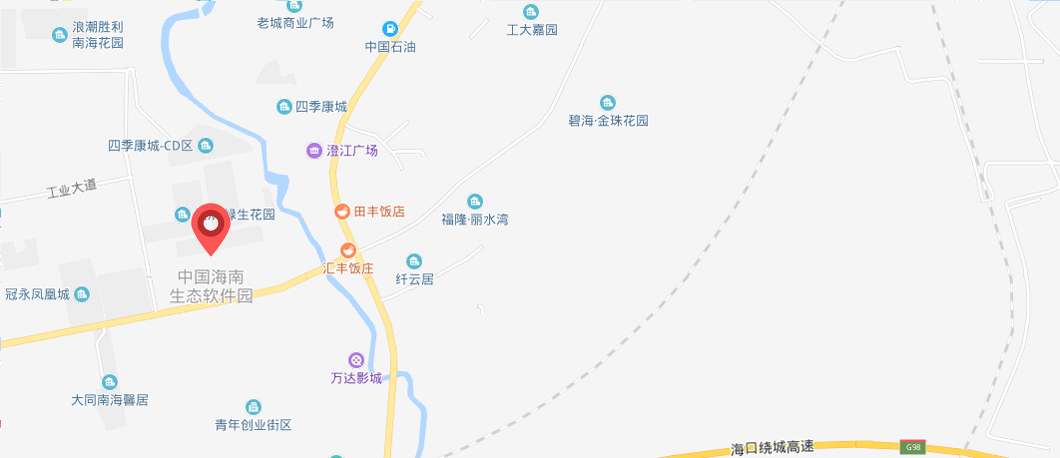 老城商业广场
浪潮胜利
南海花园
工大嘉园
中国石油
四季康城
碧海·金珠花园
四季康城-CD区
澄江广场
工业大道
绿生花园
田丰饭店
福隆·丽水湾
汇丰饭庄
纤云居
中国海南
生态软件园
冠永凤凰城
万达影城
大同南海馨居
青年创业街区
海口绕城高速
G98